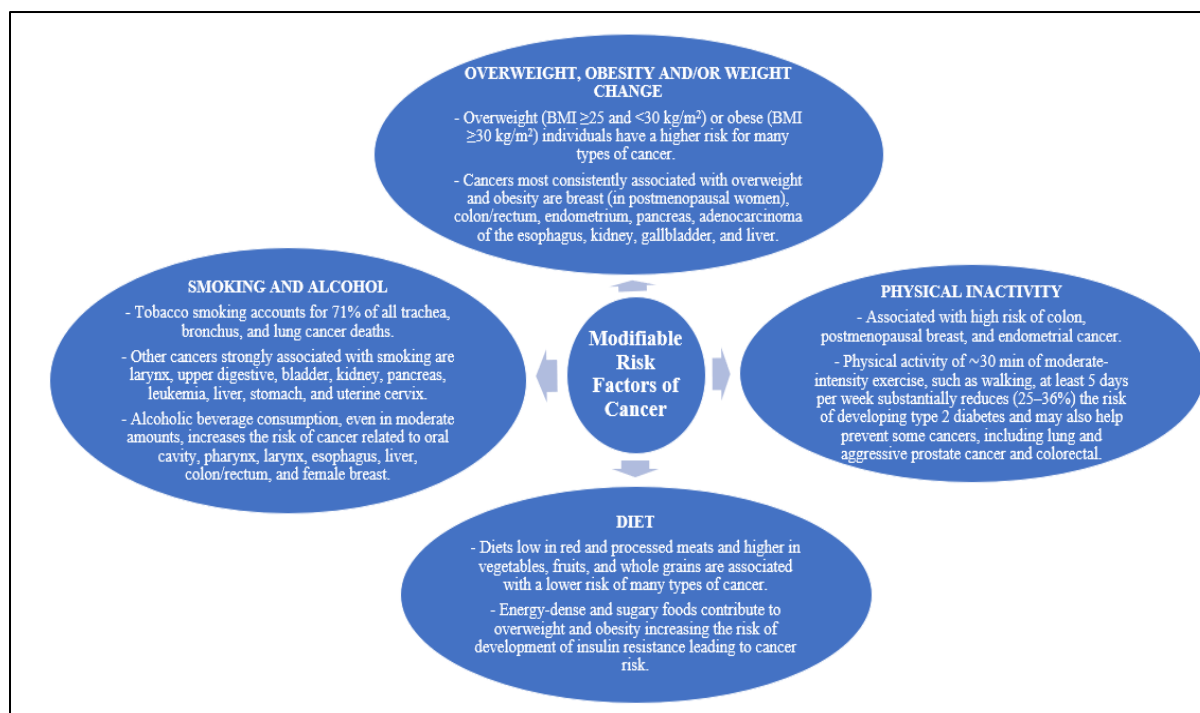 OVERWEIGHT, OBESITY AND/OR WEIGHT
CHANGE
- Overweight (BMI ≥25 and <30 kg/m²) or obese (BMI
≥30 kg/m²) individuals have a higher risk for many
types of cancer.
- Cancers most consistently associated with overweight
and obesity are breast (in postmenopausal women),
colon/rectum, endometrium, pancreas, adenocarcinoma
of the esophagus, kidney, gallbladder, and liver.
SMOKING AND ALCOHOL
- Tobacco smoking accounts for 71% of all trachea,
bronchus, and lung cancer deaths.
- Other cancers strongly associated with smoking are
larynx, upper digestive, bladder, kidney, pancreas,
leukemia, liver, stomach, and uterine cervix.
- Alcoholic beverage consumption, even in moderate
amounts, increases the risk of cancer related to oral
cavity, pharynx, larynx, esophagus, liver,
colon/rectum, and female breast.
Modifiable
Risk
Factors of
Cancer
PHYSICAL INACTIVITY
- Associated with high risk of colon,
postmenopausal breast, and endometrial cancer.
- Physical activity of ~30 min of moderate-
intensity exercise, such as walking, at least 5 days
per week substantially reduces (25–36%) the risk
of developing type 2 diabetes and may also help
prevent some cancers, including lung and
aggressive prostate cancer and colorectal.
DIET
- Diets low in red and processed meats and higher in
vegetables, fruits, and whole grains are associated
with a lower risk of many types of cancer.
- Energy-dense and sugary foods contribute to
overweight and obesity increasing the risk of
development of insulin resistance leading to cancer
risk.